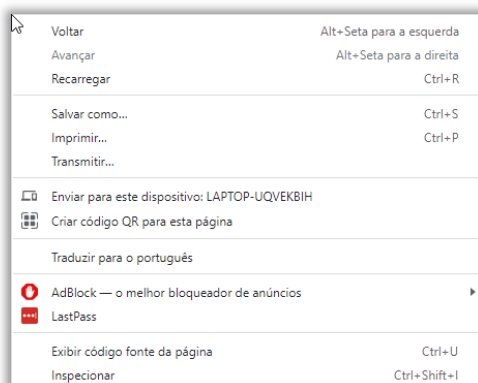 Voltar Alt+Seta para a esquerda
Avançar Alt+Seta para a direita
Recarregar Ctrl+R
Salvar como... Ctrl+S
Imprimir... Ctrl+P
Transmitir...
Enviar para este dispositivo: LAPTOP-UQVEKBIH
Criar código QR para esta página
Traduzir para o português
AdBlock — o melhor bloqueador de anúncios
LastPass
Exibir código fonte da página Ctrl+U
Inspecionar Ctrl+Shift+I